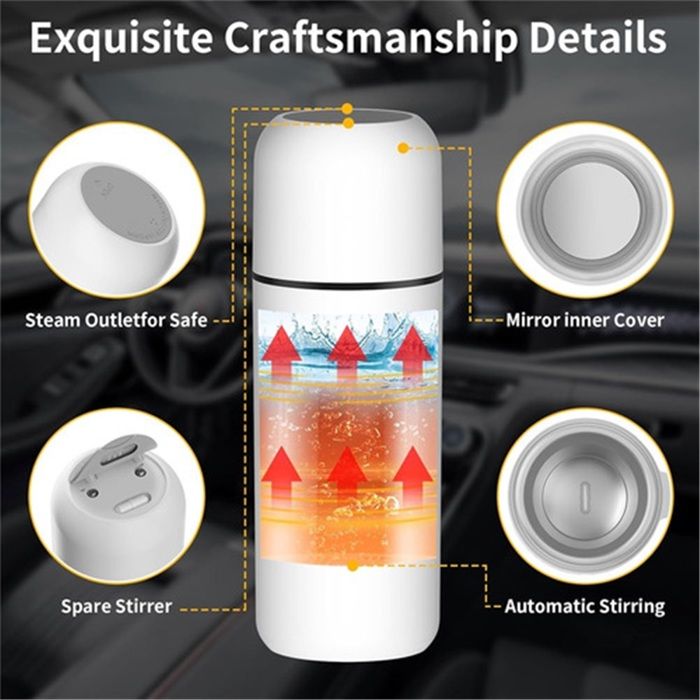 Exquisite Craftsmanship Details
Steam Outletfor Safe
Mirror inner Cover
Spare Stirrer
Automatic Stirring